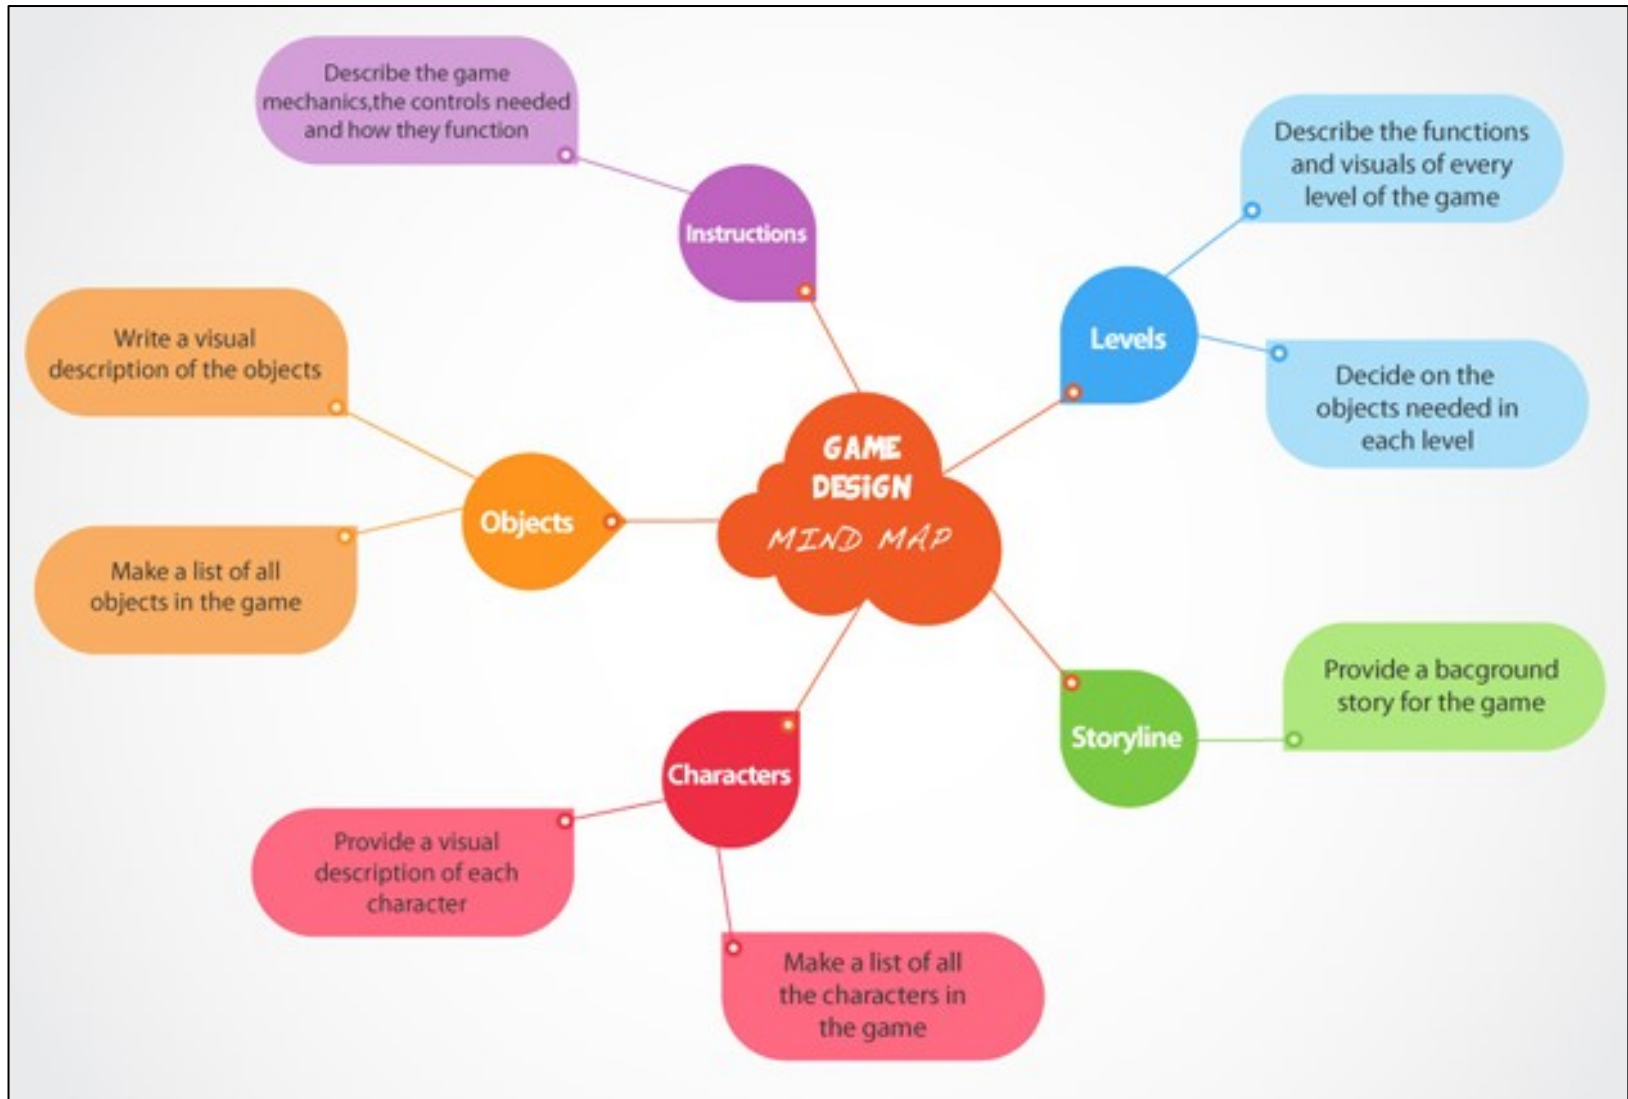 GAME
DESIGN
MIND MAP
Instructions
Describe the game
mechanics,the controls needed
and how they function
Levels
Describe the functions
and visuals of every
level of the game
Decide on the
objects needed in
each level
Storyline
Provide a bacground
story for the game
Characters
Make a list of all
the characters in
the game
Provide a visual
description of each
character
Objects
Make a list of all
objects in the game
Write a visual
description of the objects